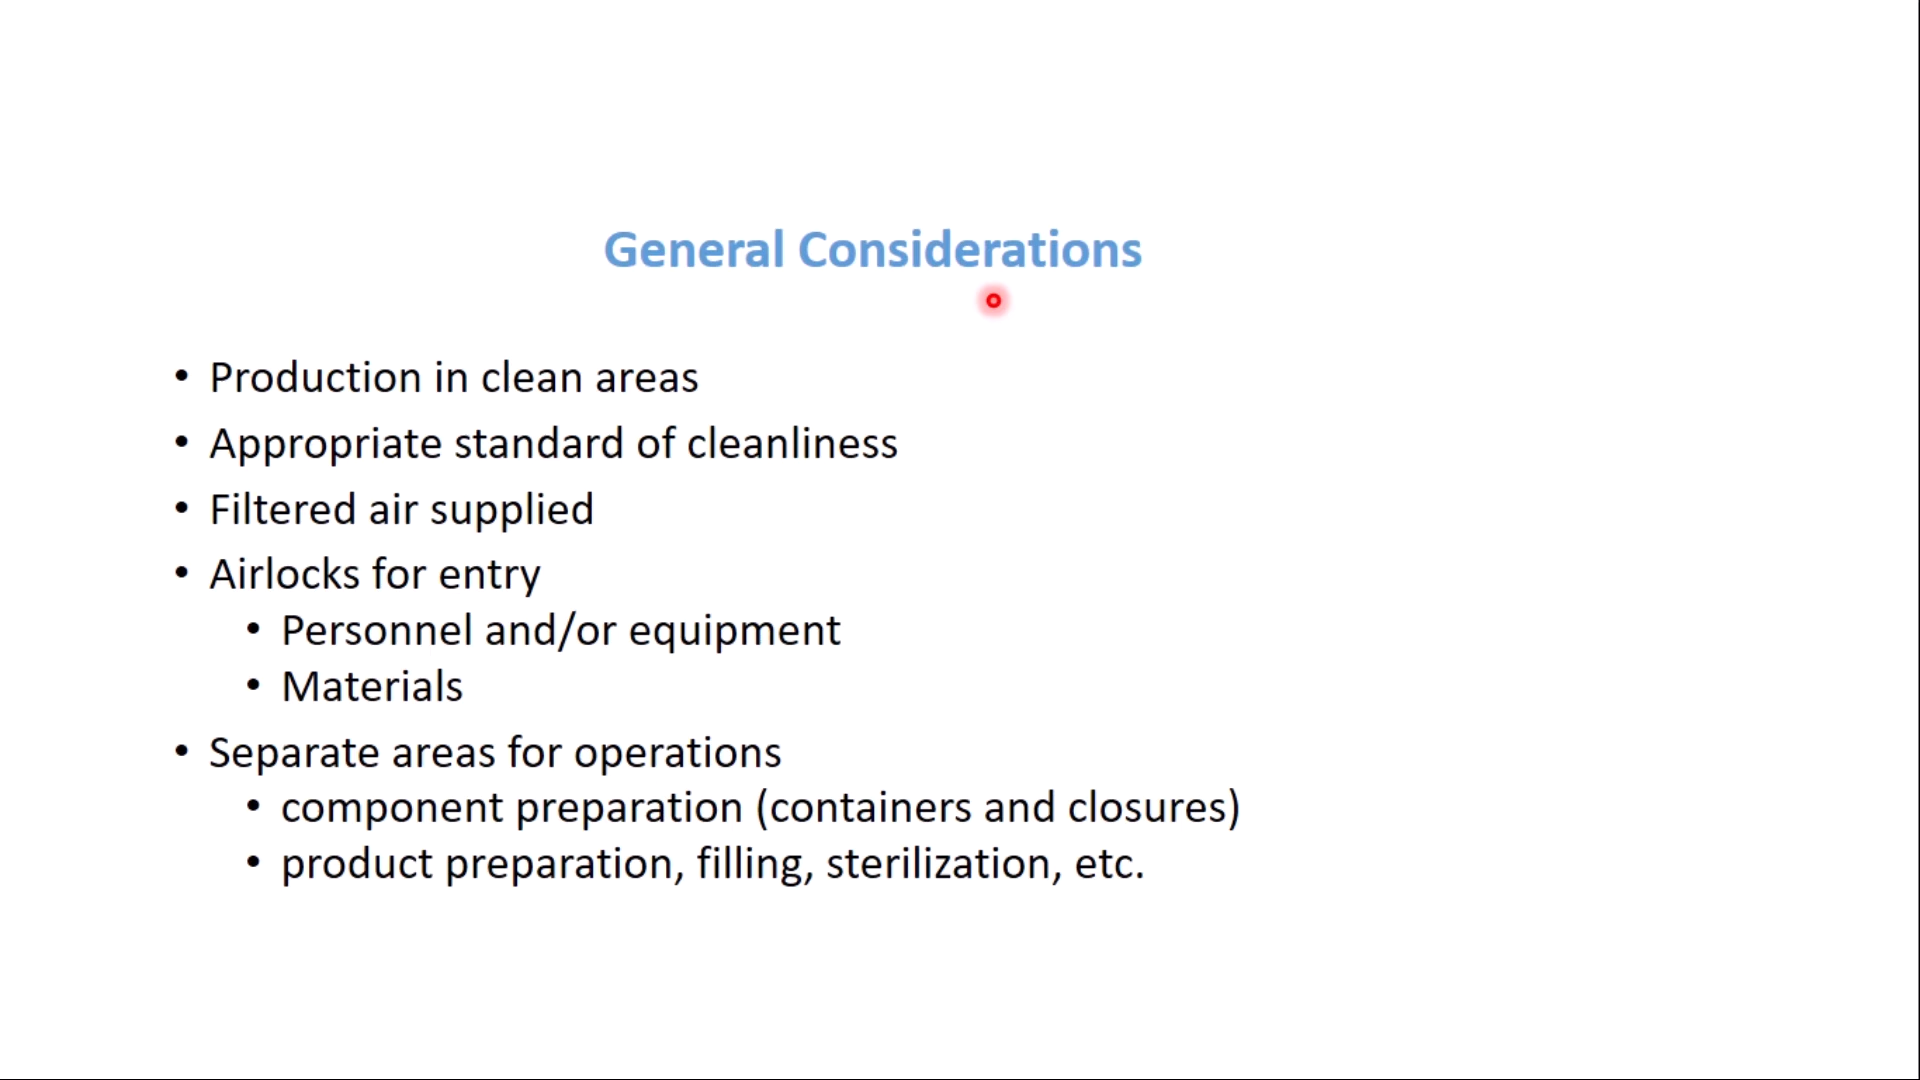 General Considerations
• Production in clean areas
• Appropriate standard of cleanliness
• Filtered air supplied
• Airlocks for entry
• Personnel and/or equipment
• Materials
• Separate areas for operations
• component preparation (containers and closures)
• product preparation, filling, sterilization, etc.